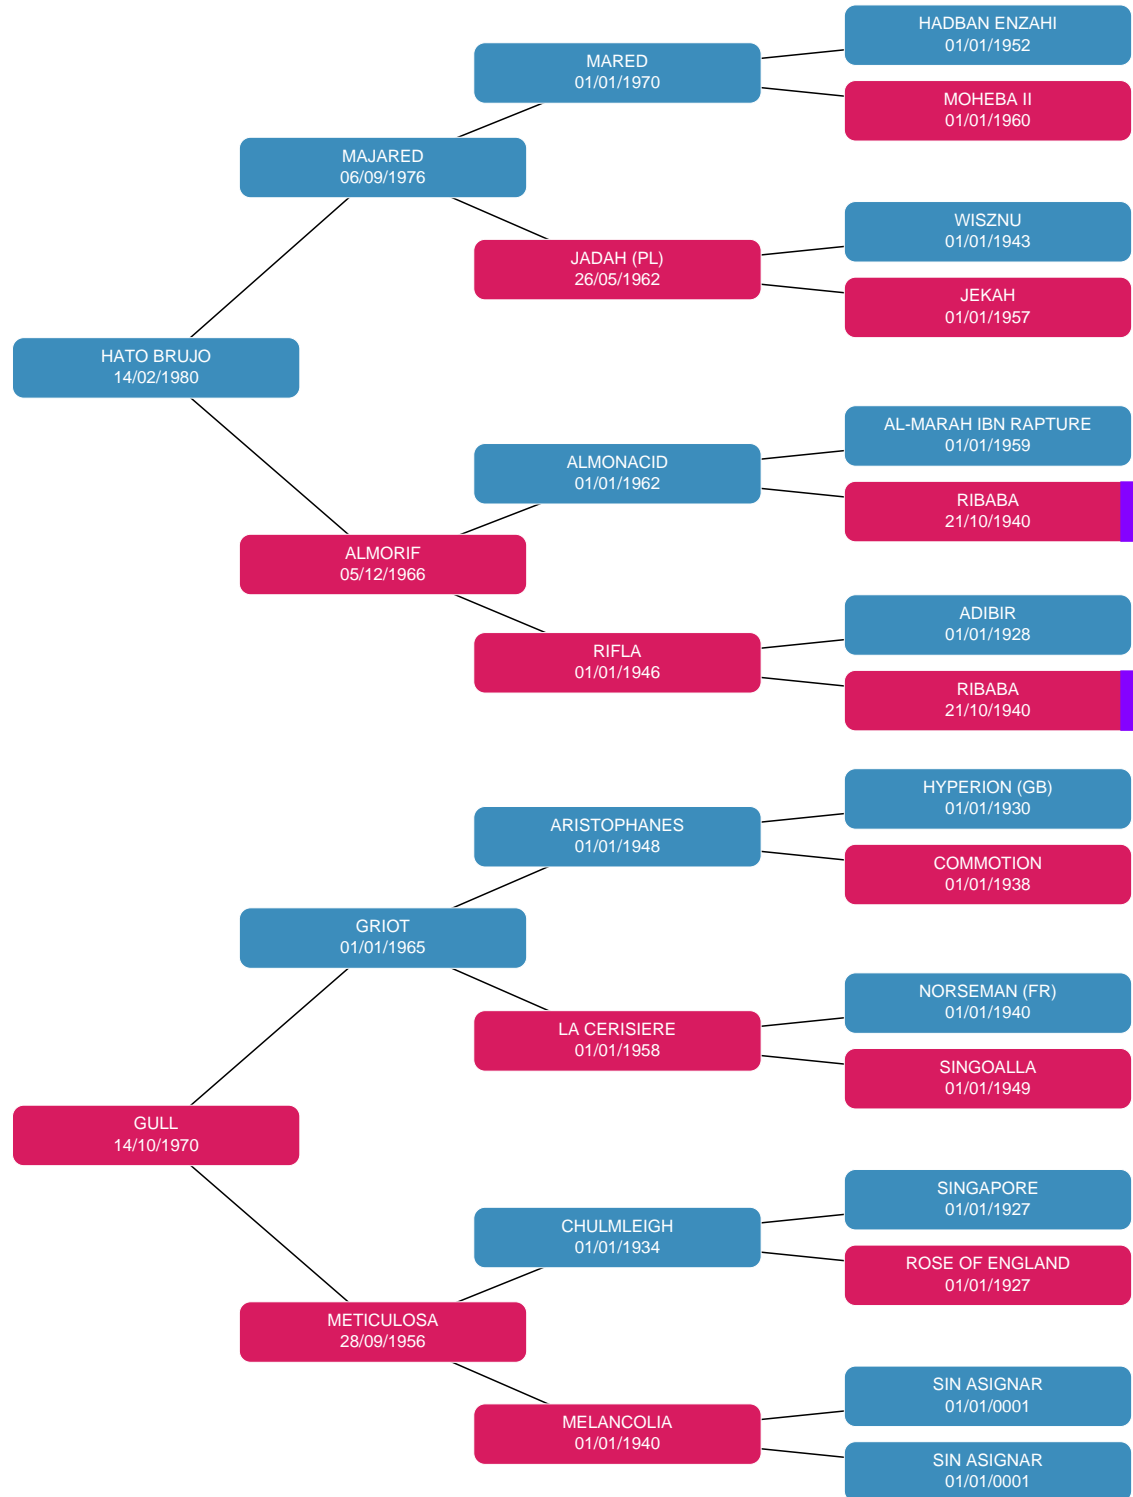 HADBAN ENZAHI
01/01/1952
MARED
01/01/1970
MOHEBA II
01/01/1960
MAJARED
06/09/1976
WISZNU
01/01/1943
JADAH (PL)
26/05/1962
JEKAH
01/01/1957
HATO BRUJO
14/02/1980
AL-MARAH IBN RAPTURE
01/01/1959
ALMONACID
01/01/1962
RIBABA
21/10/1940
ALMORIF
05/12/1966
ADIBIR
01/01/1928
RIFLA
01/01/1946
RIBABA
21/10/1940
HYPERION (GB)
01/01/1930
ARISTOPHANES
01/01/1948
COMMOTION
01/01/1938
GRIOT
01/01/1965
NORSEMAN (FR)
01/01/1940
LA CERISIERE
01/01/1958
SINGOALLA
01/01/1949
GULL
14/10/1970
SINGAPORE
01/01/1927
CHULMLEIGH
01/01/1934
ROSE OF ENGLAND
01/01/1927
METICULOSA
28/09/1956
SIN ASIGNAR
01/01/0001
MELANCOLIA
01/01/1940
SIN ASIGNAR
01/01/0001